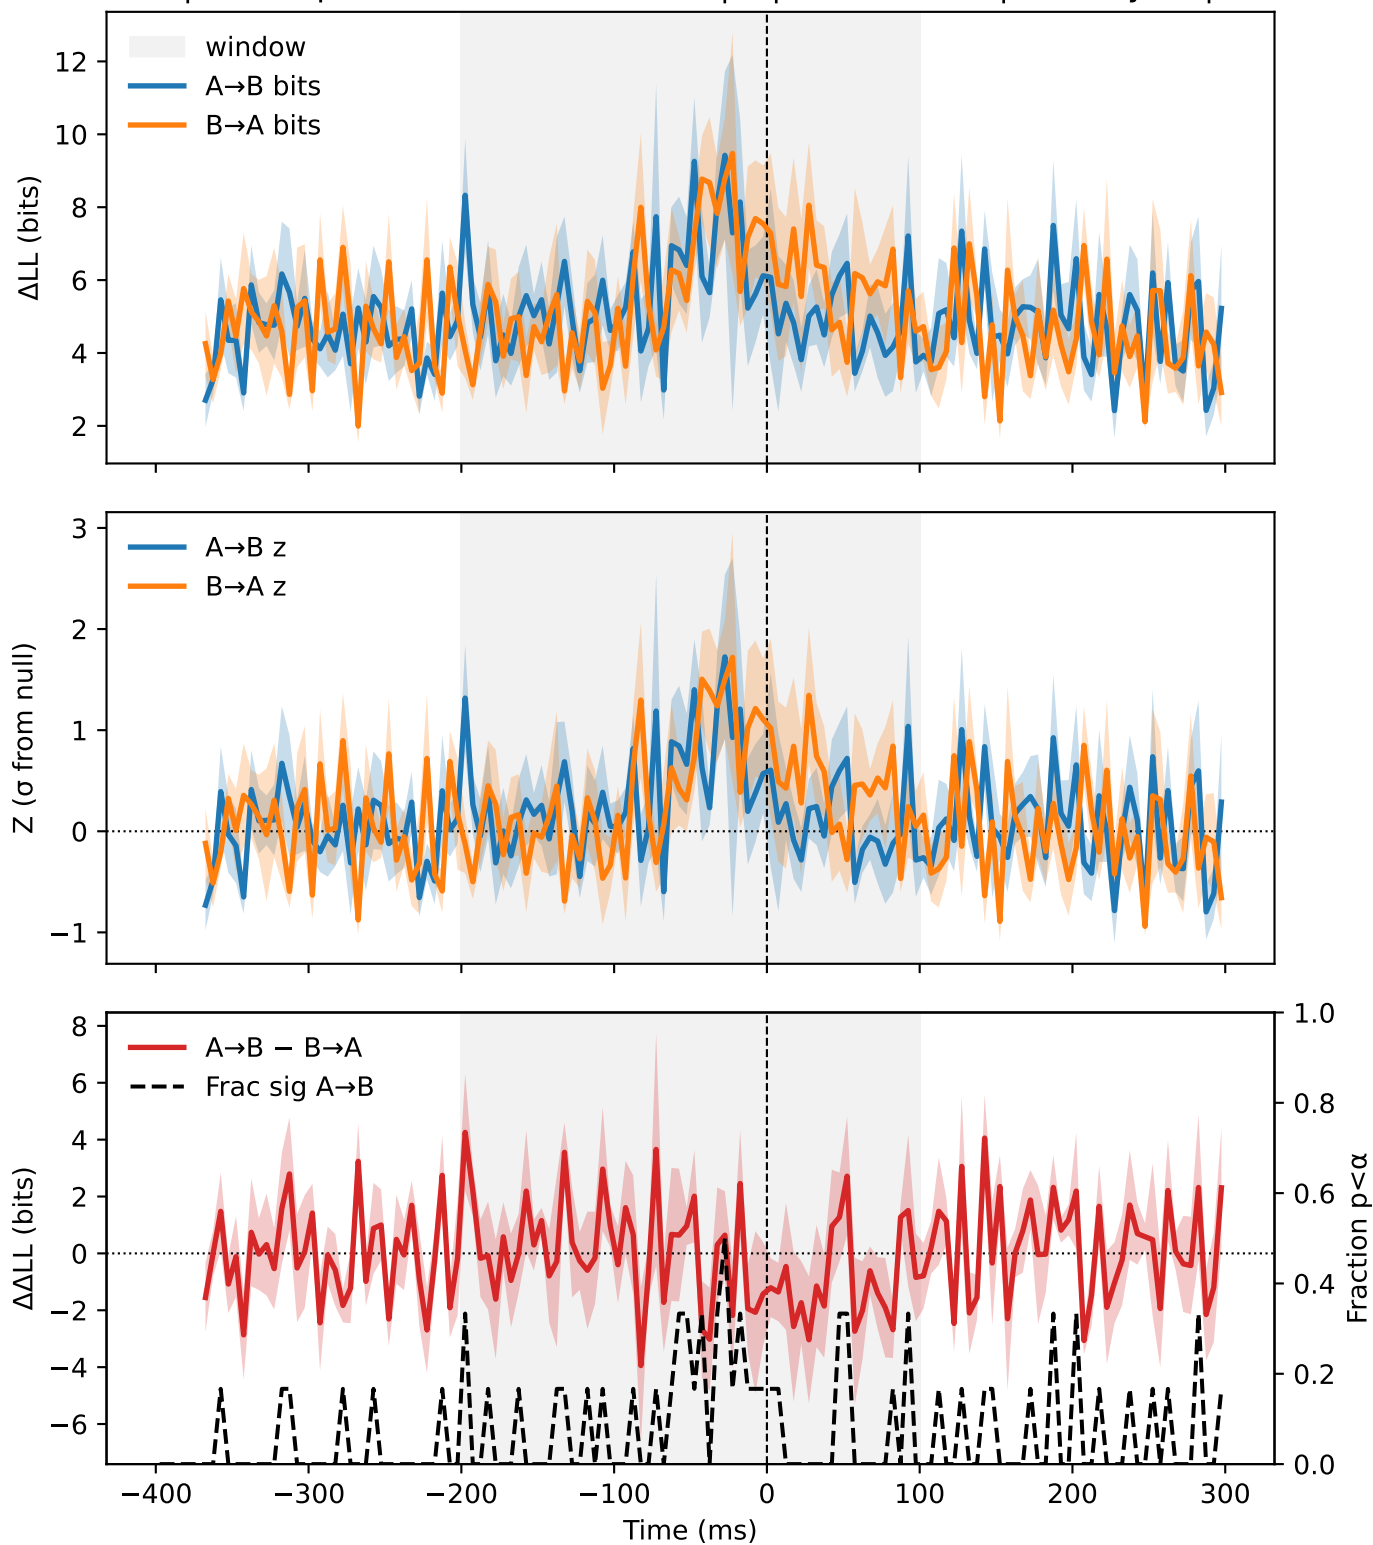 window
A→B bits
B→A bits
ΔLL (bits)
12
10
8
6
4
2
A→B z
B→A z
Z (σ from null)
3
2
1
0
−1
A→B − B→A
Frac sig A→B
ΔΔLL (bits)
8
6
4
2
0
−2
−4
−6
1.0
0.8
0.6
0.4
0.2
0.0
Fraction p<α
−400
−300
−200
−100
0
100
200
300
Time (ms)